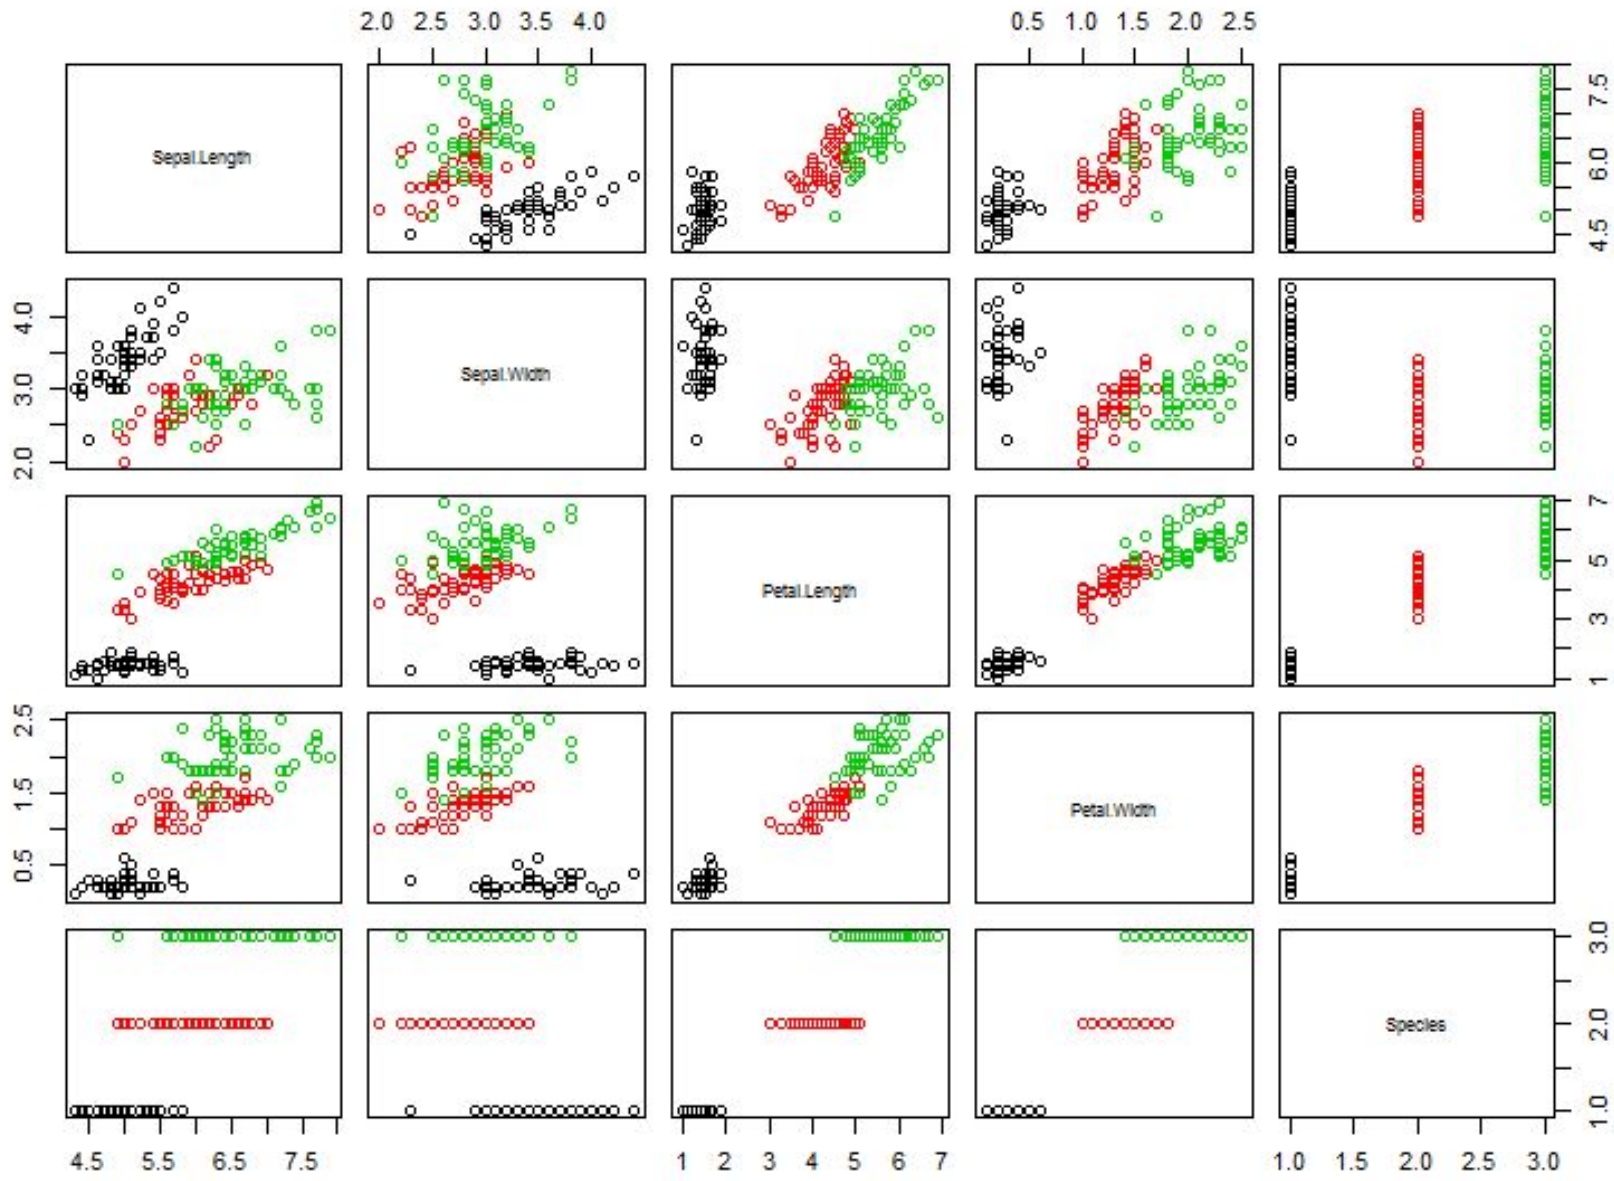 2.0 2.5 3.0 3.5 4.0 0.5 1.0 1.5 2.0 2.5
Sepal.Length 4.5 6.0 7.5
2.0 3.0 4.0 Sepal.Width
Petal.Length 1 3 5 7
0.5 1.5 2.5 Petal.Width
Species 1.0 2.0 3.0
4.5 5.5 6.5 7.5 1 2 3 4 5 6 7 1.0 1.5 2.0 2.5 3.0